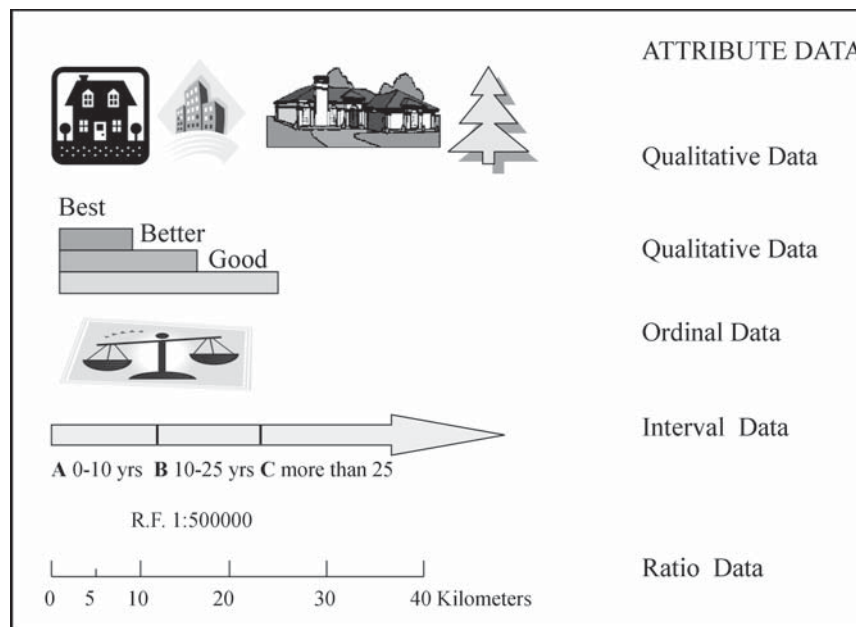 ATTRIBUTE DATA
Qualitative Data
Best
Better
Good
Qualitative Data
Ordinal Data
Interval Data
A 0-10 yrs B 10-25 yrs C more than 25
R.F. 1:500000
Ratio Data
0 5 10 20 30 40 Kilometers